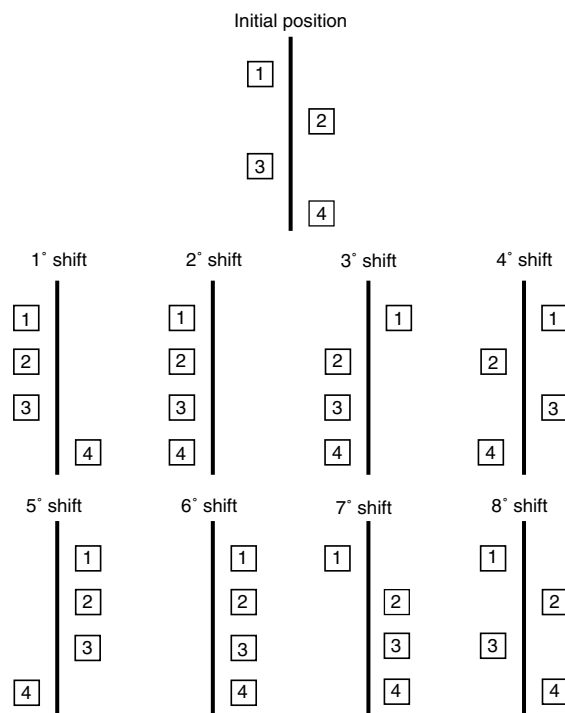 Initial position
1
2
3
4
1° shift 2° shift 3° shift 4° shift
1 1 1 1
2 2 2 2
3 3 3 3
4 4 4 4
5° shift 6° shift 7° shift 8° shift
1 1 1 1
2 2 2 2
3 3 3 3
4 4 4 4